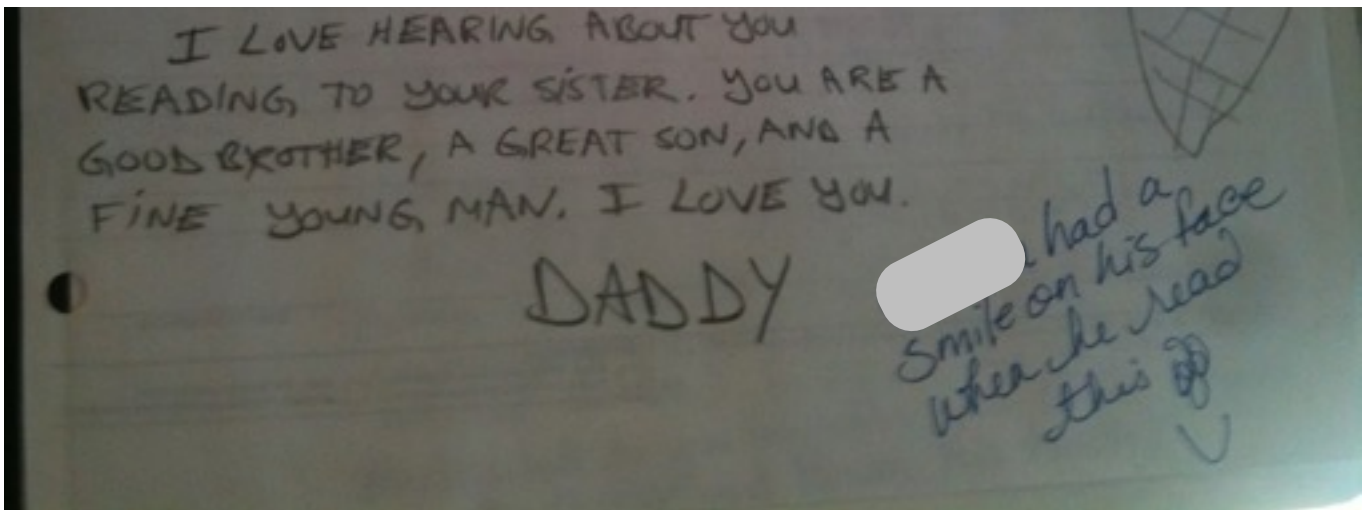 I LOVE HEARING ABOUT YOU
READING TO YOUR SISTER. YOU ARE A
GOOD BROTHER, A GREAT SON, AND A
FINE YOUNG MAN. I LOVE YOU.
DADDY
had a
smile on his face
when he read
this